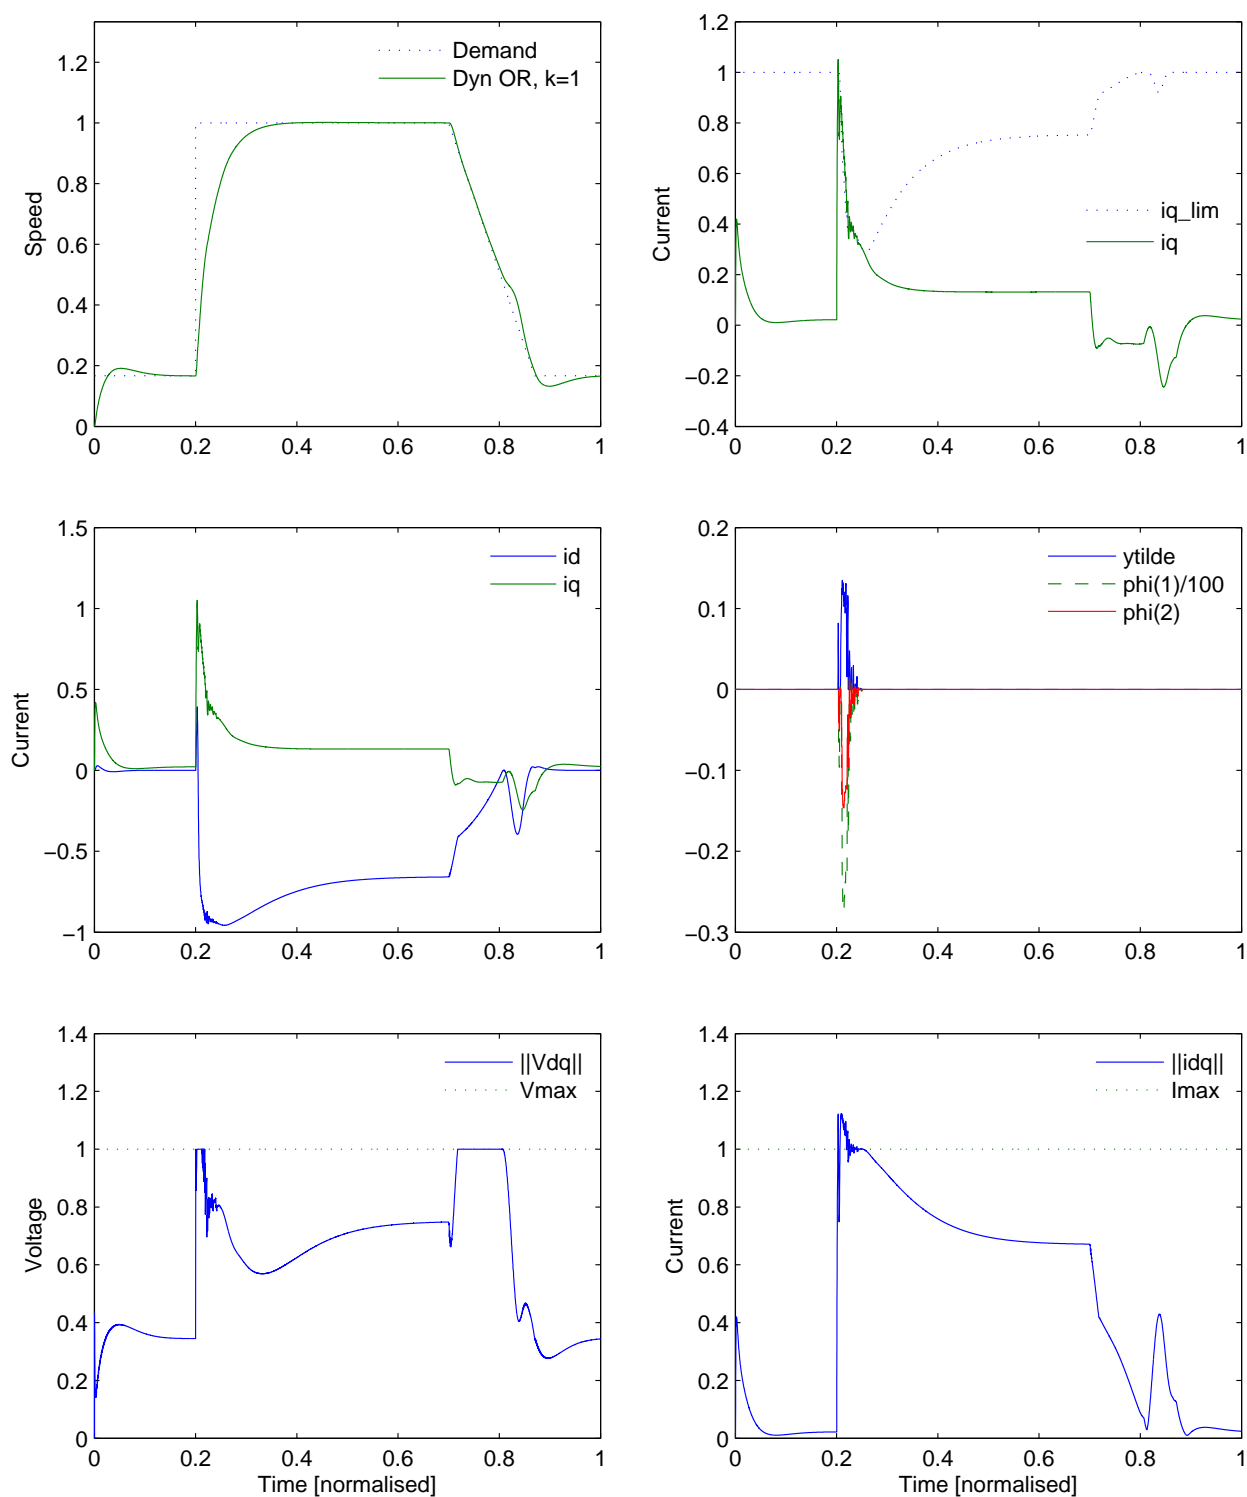 Demand
Dyn OR, k=1
Speed
0
0.2
0.4
0.6
0.8
1
1.2
0 0.2 0.4 0.6 0.8 1
iq_lim
iq
Current
−0.4
−0.2
0
0.2
0.4
0.6
0.8
1
1.2
0 0.2 0.4 0.6 0.8 1
id
iq
Current
−1
−0.5
0
0.5
1
1.5
0 0.2 0.4 0.6 0.8 1
ytilde
phi(1)/100
phi(2)
−0.3
−0.2
−0.1
0
0.1
0.2
0 0.2 0.4 0.6 0.8 1
||Vdq||
Vmax
Voltage
0
0.2
0.4
0.6
0.8
1
1.2
1.4
0 0.2 0.4 0.6 0.8 1
Time [normalised]
||idq||
Imax
Current
0
0.2
0.4
0.6
0.8
1
1.2
1.4
0 0.2 0.4 0.6 0.8 1
Time [normalised]